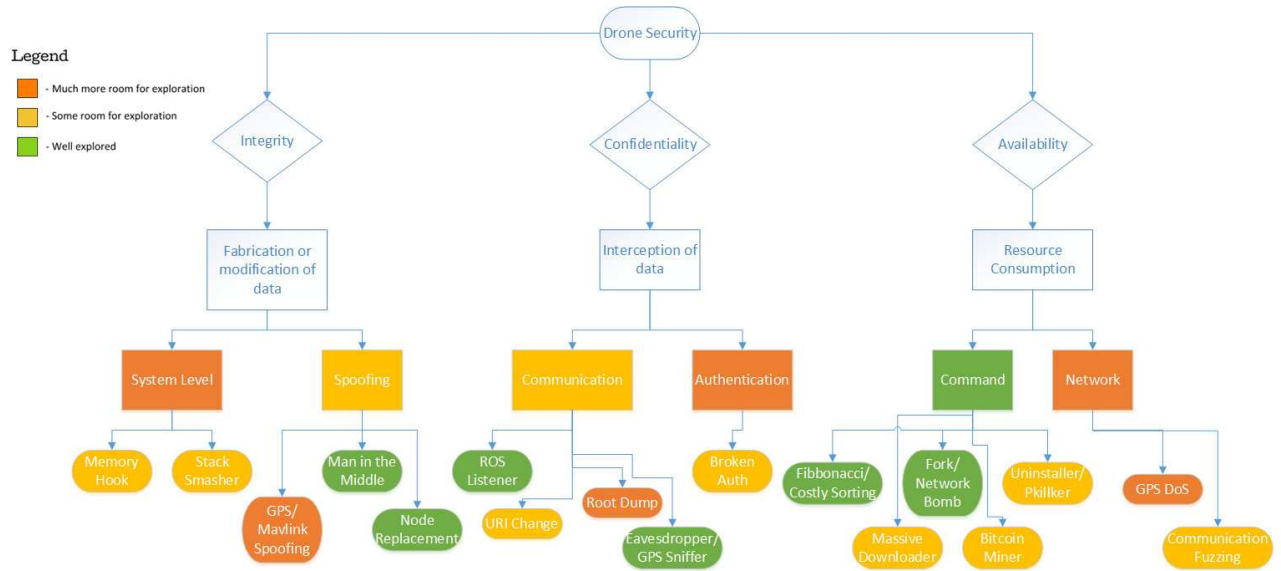 Drone Security
Legend
- Much more room for exploration
- Some room for exploration
- Well explored
Integrity
Confidentiality
Availability
Fabrication or
modification of
data
Interception of
data
Resource
Consumption
System Level
Spoofing
Communication
Authentication
Command
Network
Memory
Hook
Stack
Smasher
GPS/
Mavlink
Spoofing
Man in the
Middle
Node
Replacement
ROS
Listener
URI Change
Root Dump
Eavesdropper/
GPS Sniffer
Broken
Auth
Fibbonacci/
Costly Sorting
Massive
Downloader
Fork/
Network
Bomb
Bitcoin
Miner
Uninstaller/
Pkillker
GPS DoS
Communication
Fuzzing